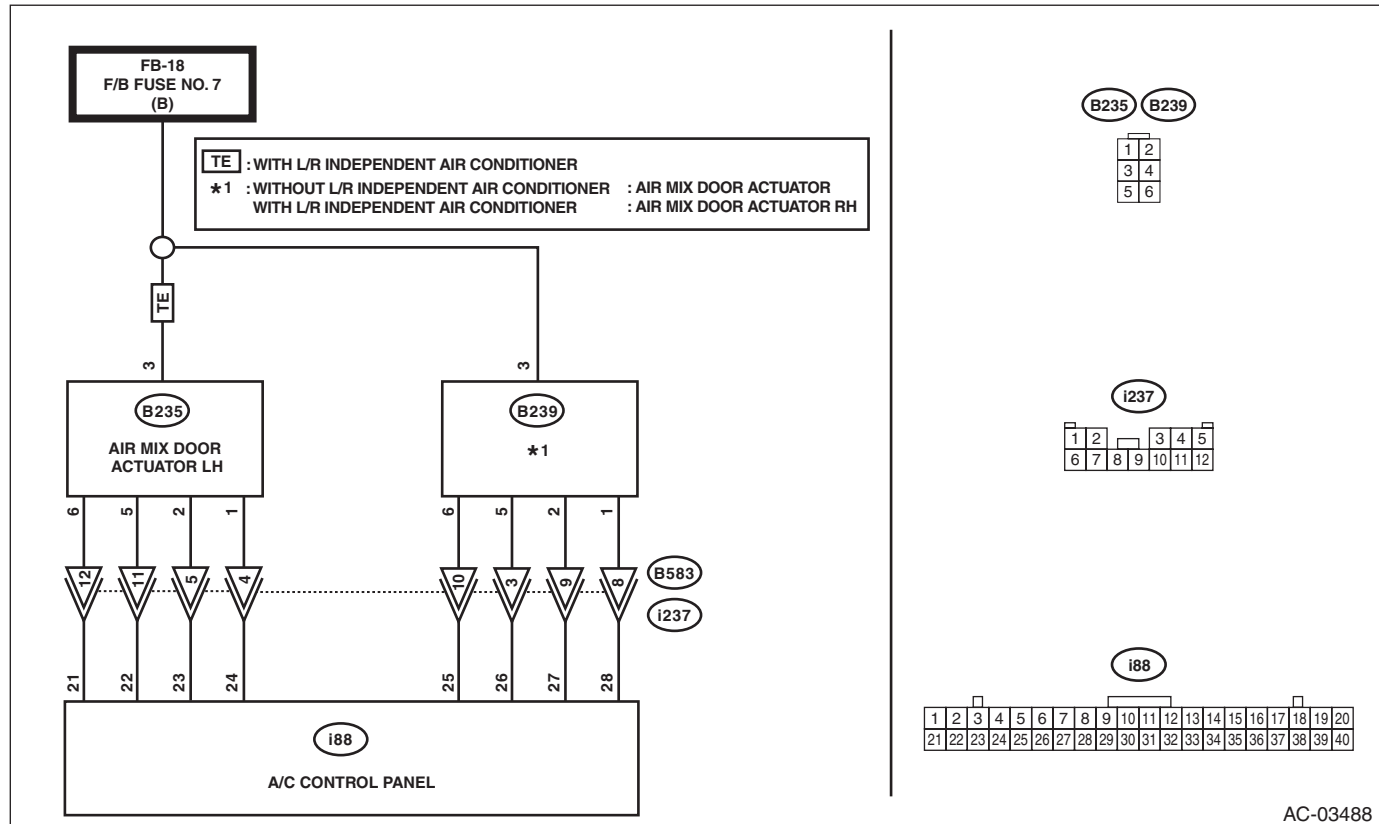 FB-18
F/B FUSE NO. 7
(B)
TE : WITH L/R INDEPENDENT AIR CONDITIONER
*1 : WITHOUT L/R INDEPENDENT AIR CONDITIONER : AIR MIX DOOR ACTUATOR
WITH L/R INDEPENDENT AIR CONDITIONER : AIR MIX DOOR ACTUATOR RH
TE
3 3
B235
AIR MIX DOOR
ACTUATOR LH
B239
*1
6 5 2 1 6 5 2 1
12 11 5 4 10 3 9 8
B583
i237
21 22 23 24 25 26 27 28
i88
A/C CONTROL PANEL
B235 B239
1 2
3 4
5 6
i237
1 2 3 4 5
6 7 8 9 10 11 12
i88
1 2 3 4 5 6 7 8 9 10 11 12 13 14 15 16 17 18 19 20
21 22 23 24 25 26 27 28 29 30 31 32 33 34 35 36 37 38 39 40
AC-03488